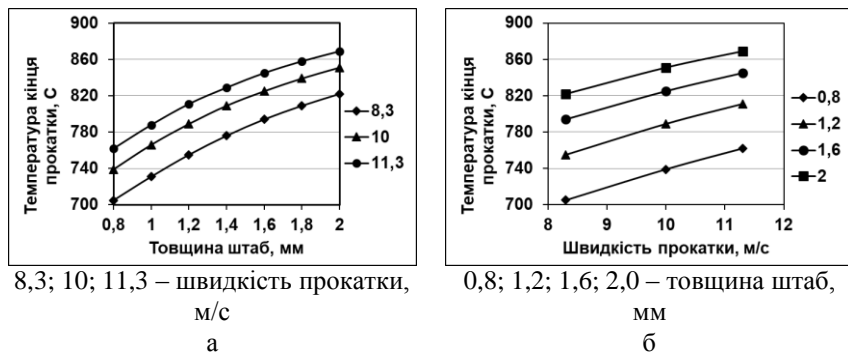 Температура кінця
прокатки, С
900
860
820
780
740
700
0,8 1 1,2 1,4 1,6 1,8 2
Товщина штаб, мм
8,3
10
11,3
8,3; 10; 11,3 – швидкість прокатки,
м/с
а
Температура кінця
прокатки, С
900
860
820
780
740
700
8 9 10 11 12
Швидкість прокатки, м/с
0,8
1,2
1,6
2
0,8; 1,2; 1,6; 2,0 – товщина штаб,
мм
б